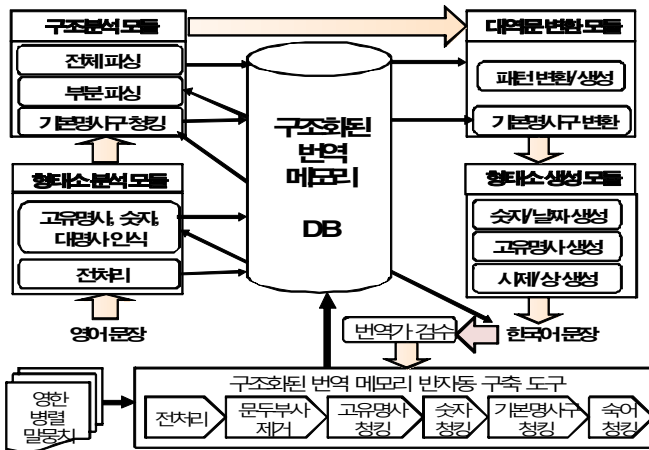 구조분석 모듈
전체 파싱
부분 파싱
기본명사구 청킹
형태소 분석 모듈
고유명사, 숫자,
대명사 인식
전처리
영어 문장
구조화된
번역
메모리
DB
대역문 변환 모듈
패턴 변환/생성
기본명사구 변환
형태소 생성 모듈
숫자/날짜 생성
고유명사 생성
시제/상 생성
한국어 문장
번역가 검수
영한
병렬
말뭉치
구조화된 번역 메모리 반자동 구축 도구
전처리
문두부사
제거
고유명사
청킹
숫자
청킹
기본명사구
청킹
숙어
청킹